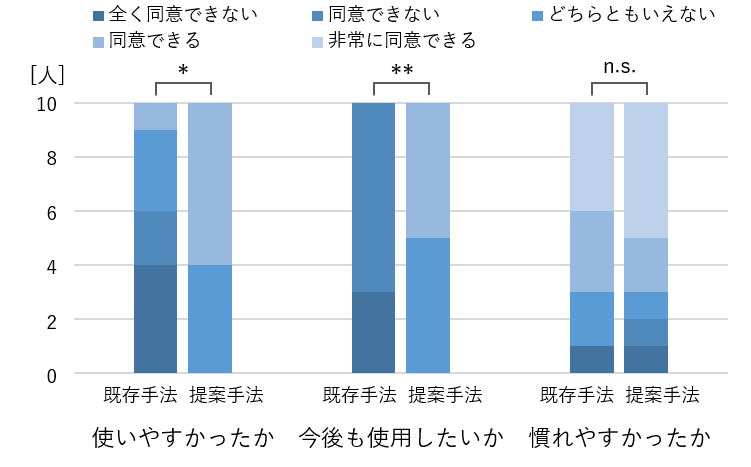 全く同意できない 同意できない どちらともいえない
同意できる 非常に同意できる
[人]
* ** n.s.
10
8
6
4
2
0
既存手法 提案手法 既存手法 提案手法 既存手法 提案手法
使いやすかったか 今後も使用したいか 慣れやすかったか